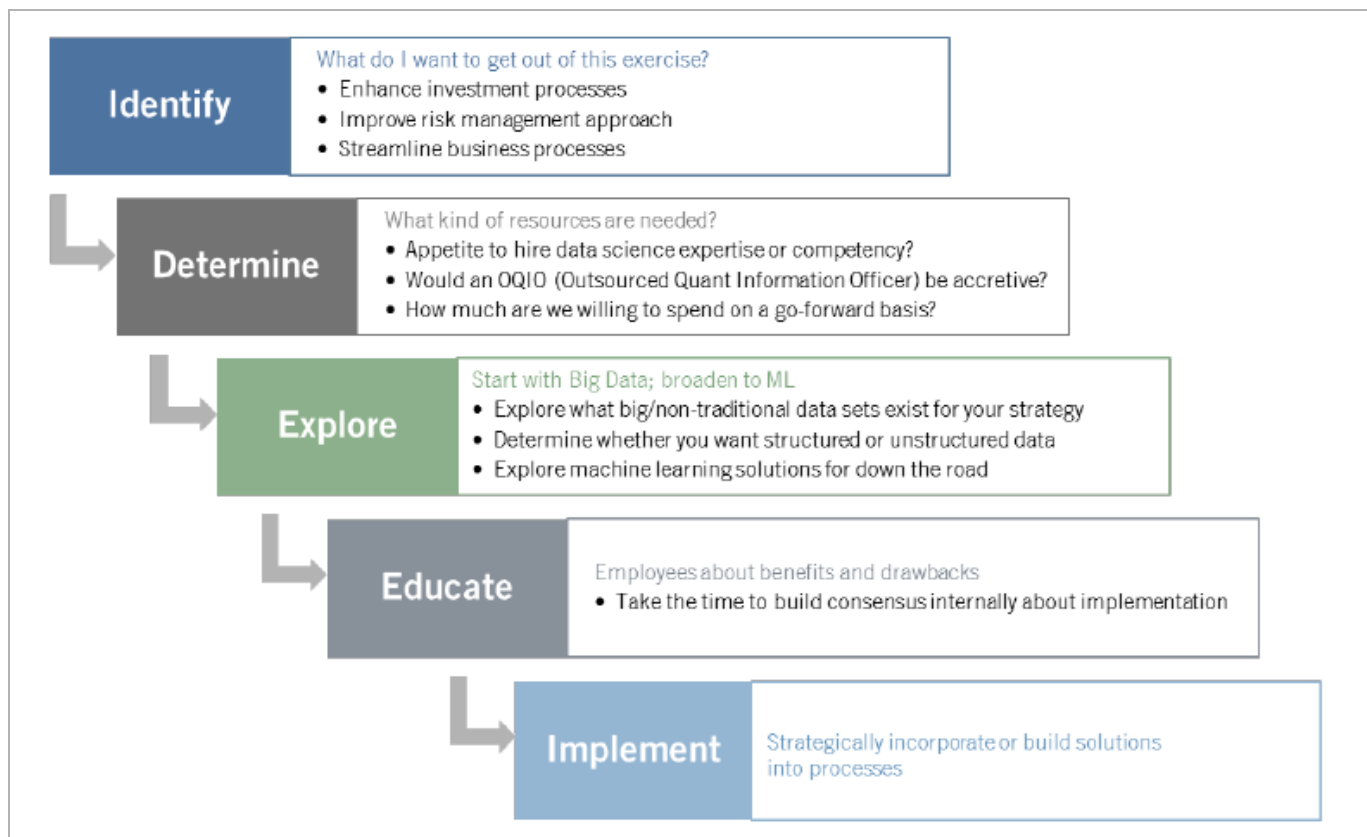 Identify
What do I want to get out of this exercise?
• Enhance investment processes
• Improve risk management approach
• Streamline business processes
Determine
What kind of resources are needed?
• Appetite to hire data science expertise or competency?
• Would an OQIO (Outsourced Quant Information Officer) be accretive?
• How much are we willing to spend on a go-forward basis?
Explore
Start with Big Data; broaden to ML
• Explore what big/non-traditional data sets exist for your strategy
• Determine whether you want structured or unstructured data
• Explore machine learning solutions for down the road
Educate
Employees about benefits and drawbacks
• Take the time to build consensus internally about implementation
Implement
Strategically incorporate or build solutions
into processes